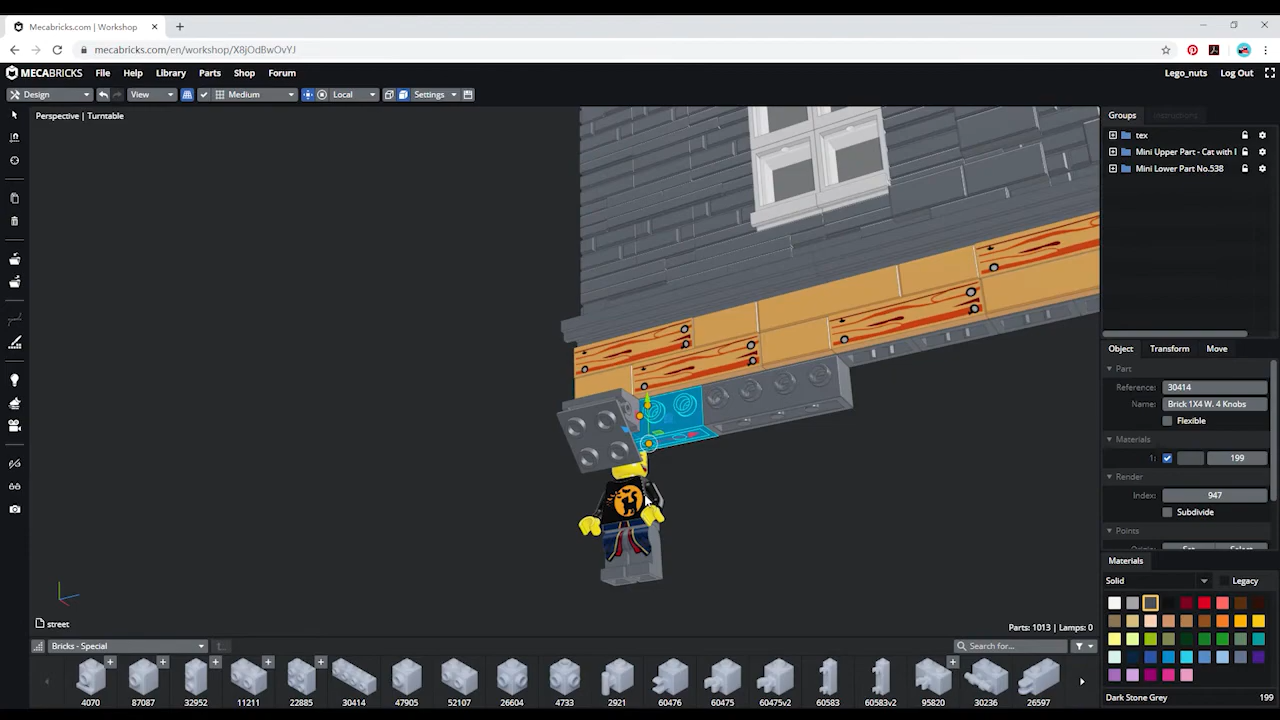 Mecabricks.com | Workshop
mecabricks.com/en/workshop/X8jOdBwOvYJ
MECABRICKS File Help Library Parts Shop Forum Lego_nuts Log Out
Design View Medium Local Settings
Perspective | Turntable
Groups Instructions
tex
Mini Upper Part - Cat with
Mini Lower Part No.538
Object Transform Move
Part
Reference: 30414
Name: Brick 1X4 W. 4 Knobs
Flexible
Materials
1: 199
Render
Index: 947
Subdivide
Points
Materials
Solid Legacy
street
Parts: 1013 | Lamps: 0
Bricks - Special
Search for...
4070 87087 32952 11211 22885 30414 47905 52107 26604 4733 2921 60476 60475 60475v2 60583 60583v2 95820 30236 26597
Dark Stone Grey 199